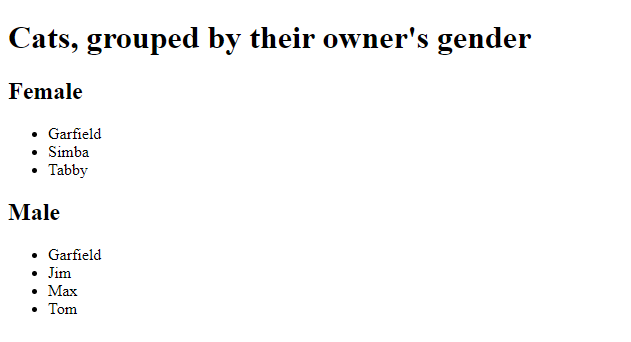 Cats, grouped by their owner's gender
Female
Garfield
Simba
Tabby
Male
Garfield
Jim
Max
Tom